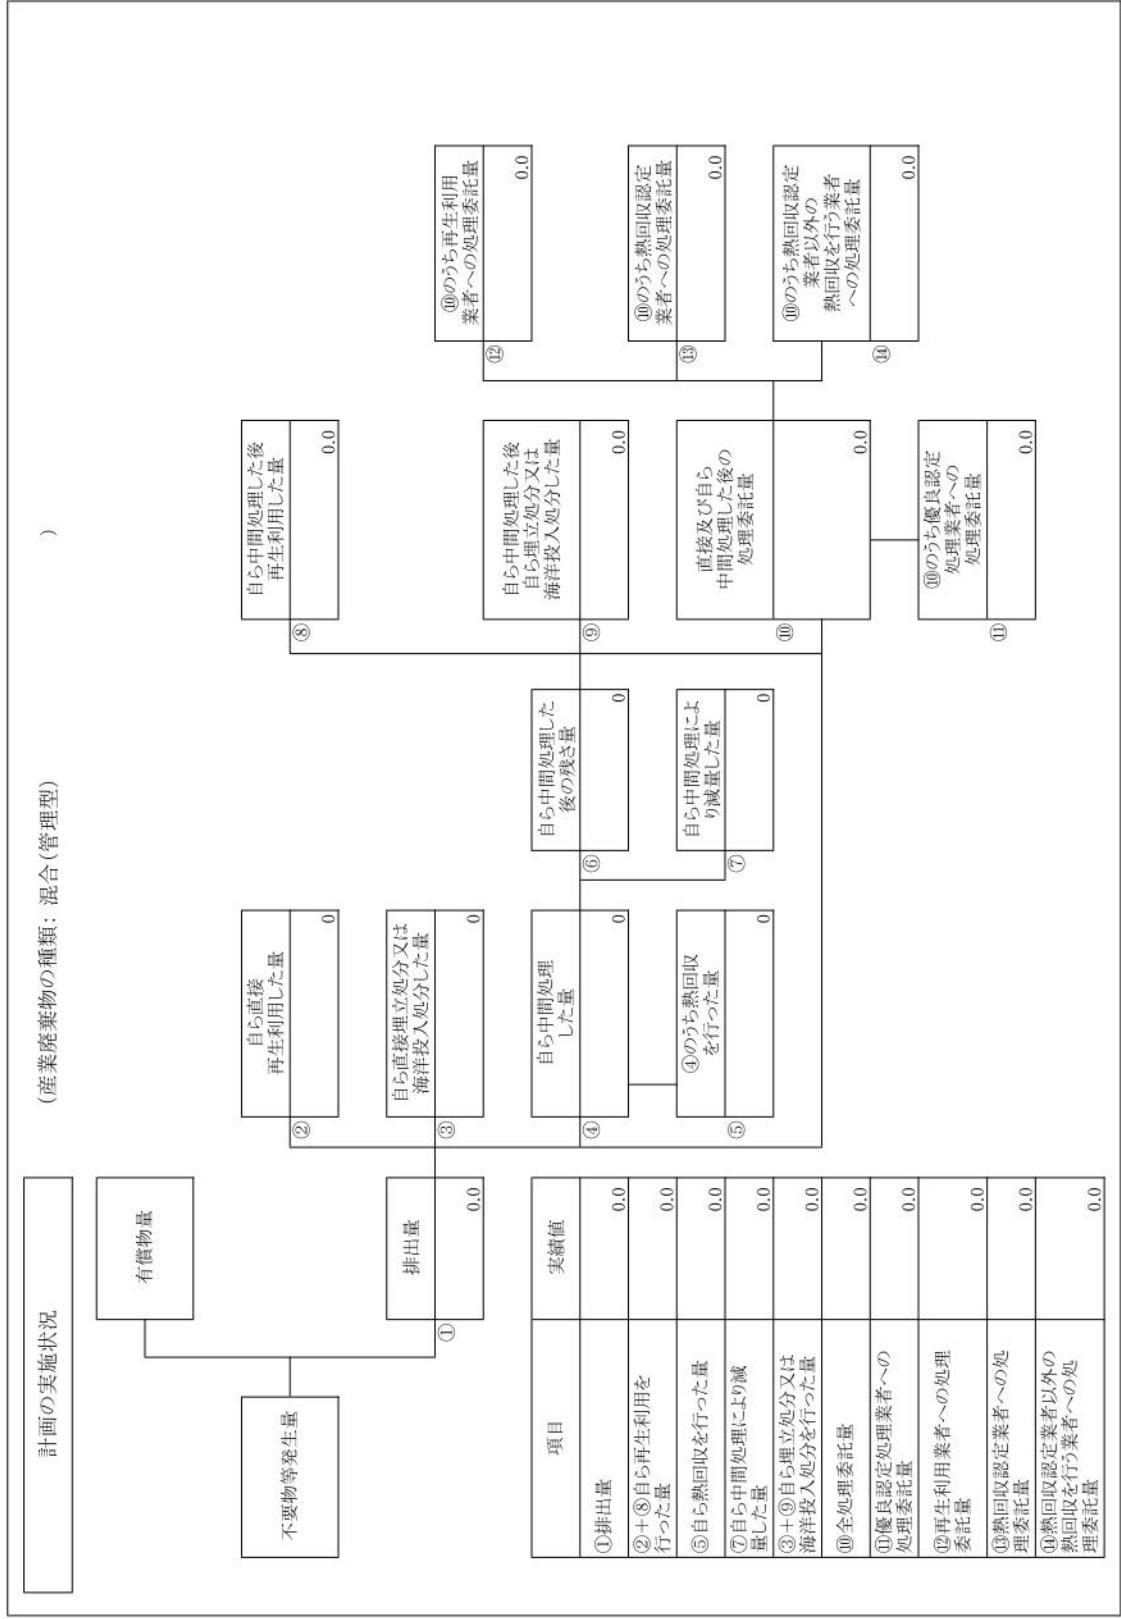 計画の実施状況
(産業廃棄物の種類: 混合(管理型)
)
不要物等発生量
有償物量
排出量
①
0.0
自ら直接
再生利用した量
②
0
自ら直接埋立処分又は
海洋投入処分した量
③
0
自ら中間処理
した量
④
0
④のうち熱回収
を行った量
⑤
0
自ら中間処理した
後の残さ量
⑥
0
自ら中間処理によ
り減量した量
⑦
0
自ら中間処理した後
再生利用した量
⑧
0.0
自ら中間処理した後
自ら埋立処分又は
海洋投入処分した量
⑨
0.0
直接及び自ら
中間処理した後の
処理委託量
⑩
0.0
⑩のうち優良認定
処理業者への
処理委託量
⑪
0.0
⑩のうち再生利用
業者への処理委託量
⑫
0.0
⑩のうち熱回収認定
業者への処理委託量
⑬
0.0
⑩のうち熱回収認定
業者以外の
熱回収を行う業者
への処理委託量
⑭
0.0
項目 実績値
①排出量 0.0
②+⑧自ら再生利用を
行った量 0.0
⑤自ら熱回収を行った量 0.0
⑦自ら中間処理により減
量した量 0.0
③+⑨自ら埋立処分又は
海洋投入処分を行った量 0.0
⑩全処理委託量 0.0
⑪優良認定処理業者への
処理委託量 0.0
⑫再生利用業者への処理
委託量 0.0
⑬熱回収認定業者への処
理委託量 0.0
⑭熱回収認定業者以外の
熱回収を行う業者への処
理委託量 0.0